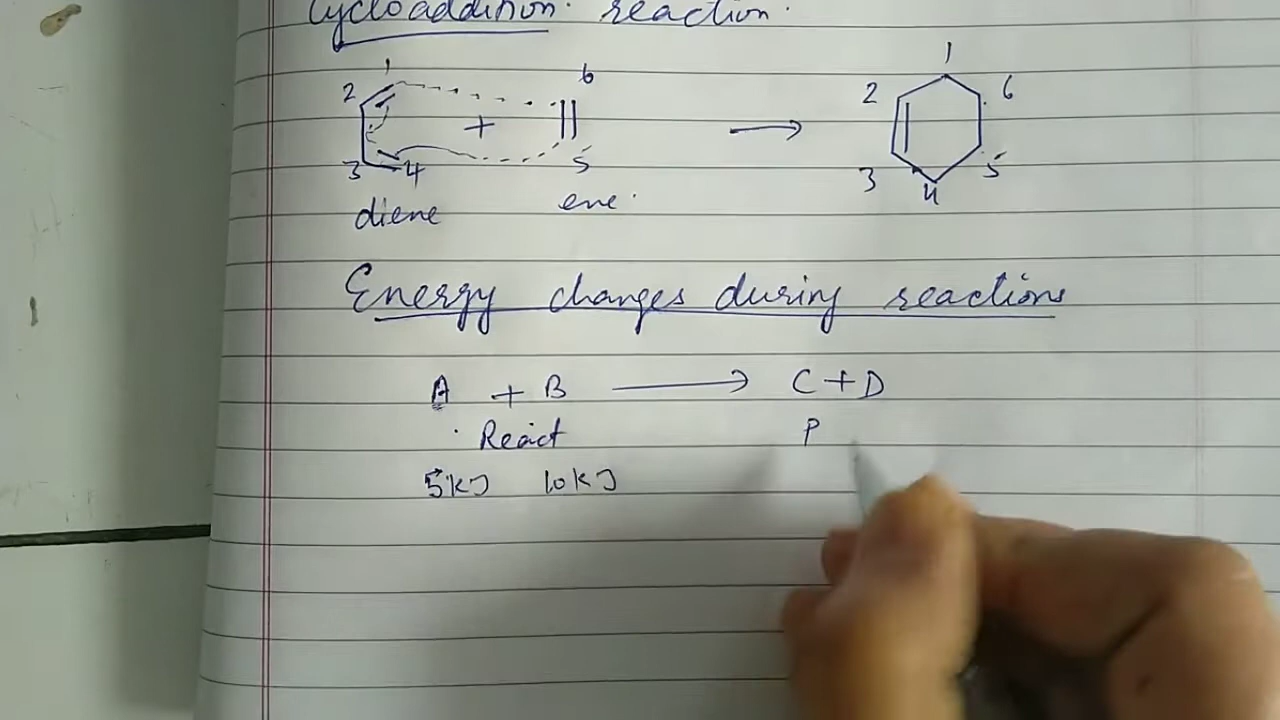 Cycloaddition reaction.
1 6 1
2 2 6
+ →
3 4 5 3 5
4
diene ene
Energy changes during reactions
A + B → C + D
React P
5KJ 10KJ